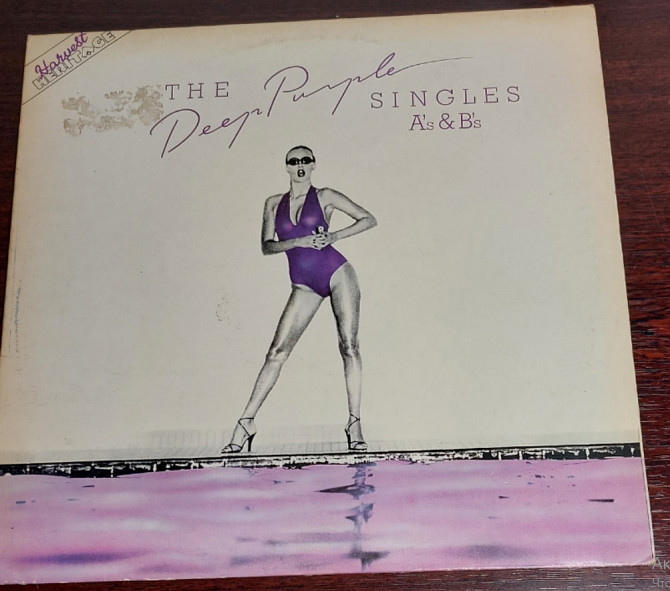 Harvest
Heritage
THE Deep Purple SINGLES
A's & B's